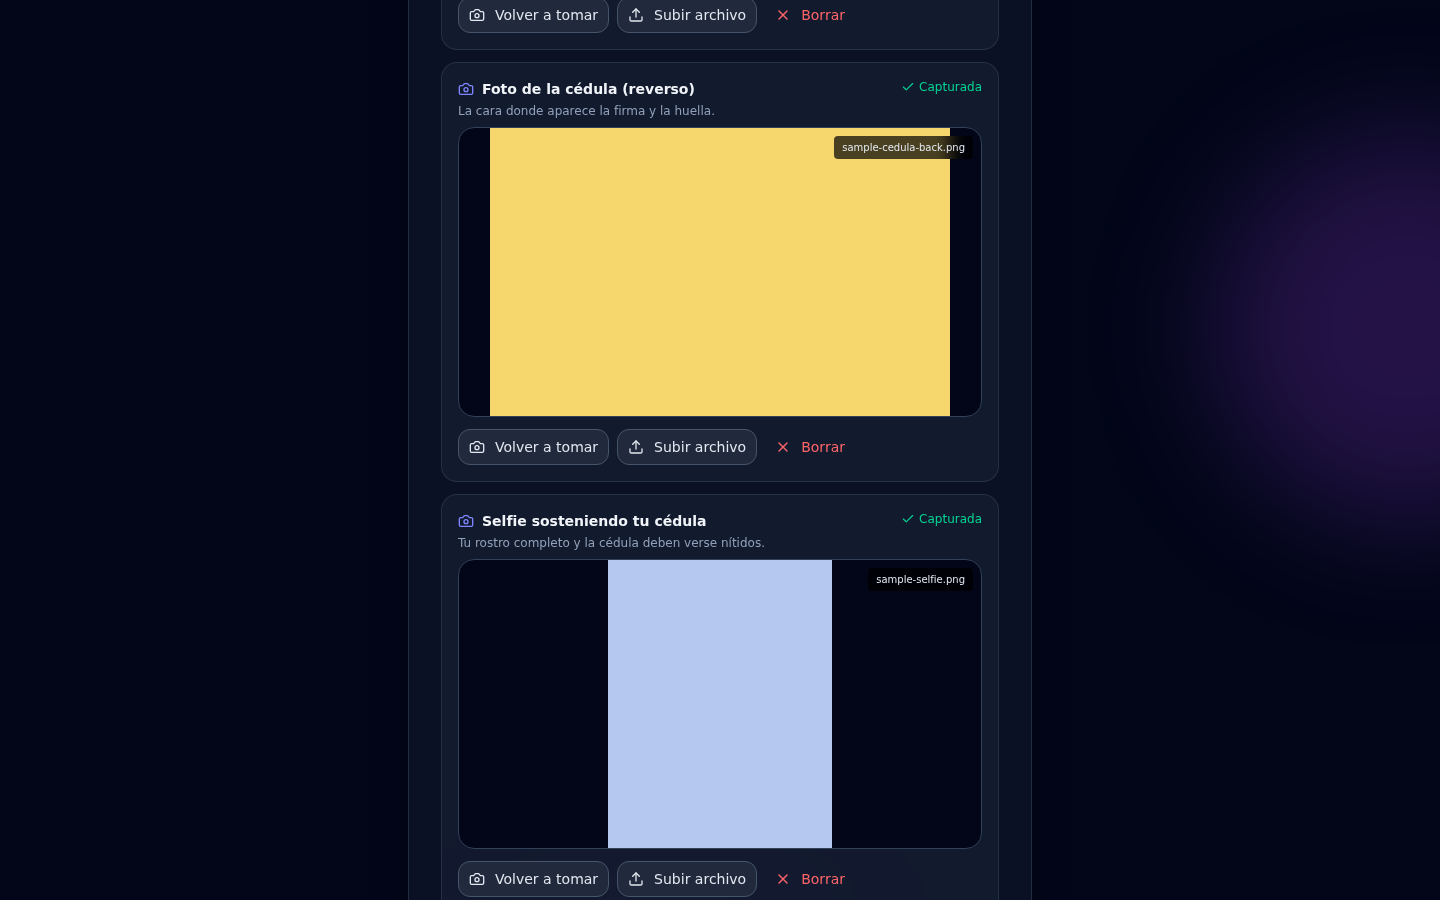 Volver a tomar Subir archivo Borrar
Foto de la cédula (reverso) Capturada
La cara donde aparece la firma y la huella.
sample-cedula-back.png
Volver a tomar Subir archivo Borrar
Selfie sosteniendo tu cédula Capturada
Tu rostro completo y la cédula deben verse nítidos.
sample-selfie.png
Volver a tomar Subir archivo Borrar